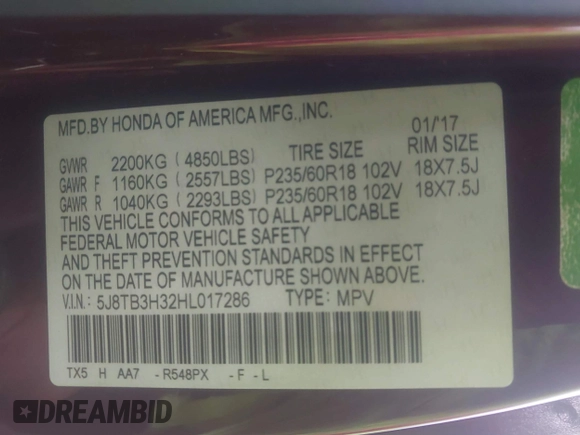 MFD.BY HONDA OF AMERICA MFG.,INC.
01/'17
GVWR 2200KG (4850LBS) TIRE SIZE RIM SIZE
GAWR F 1160KG (2557LBS) P235/60R18 102V 18X7.5J
GAWR R 1040KG (2293LBS) P235/60R18 102V 18X7.5J
THIS VEHICLE CONFORMS TO ALL APPLICABLE
FEDERAL MOTOR VEHICLE SAFETY
AND THEFT PREVENTION STANDARDS IN EFFECT
ON THE DATE OF MANUFACTURE SHOWN ABOVE.
V.I.N.: 5J8TB3H32HL017286 TYPE: MPV
TX5 H AA7 -R548PX -F -L
DREAMBID